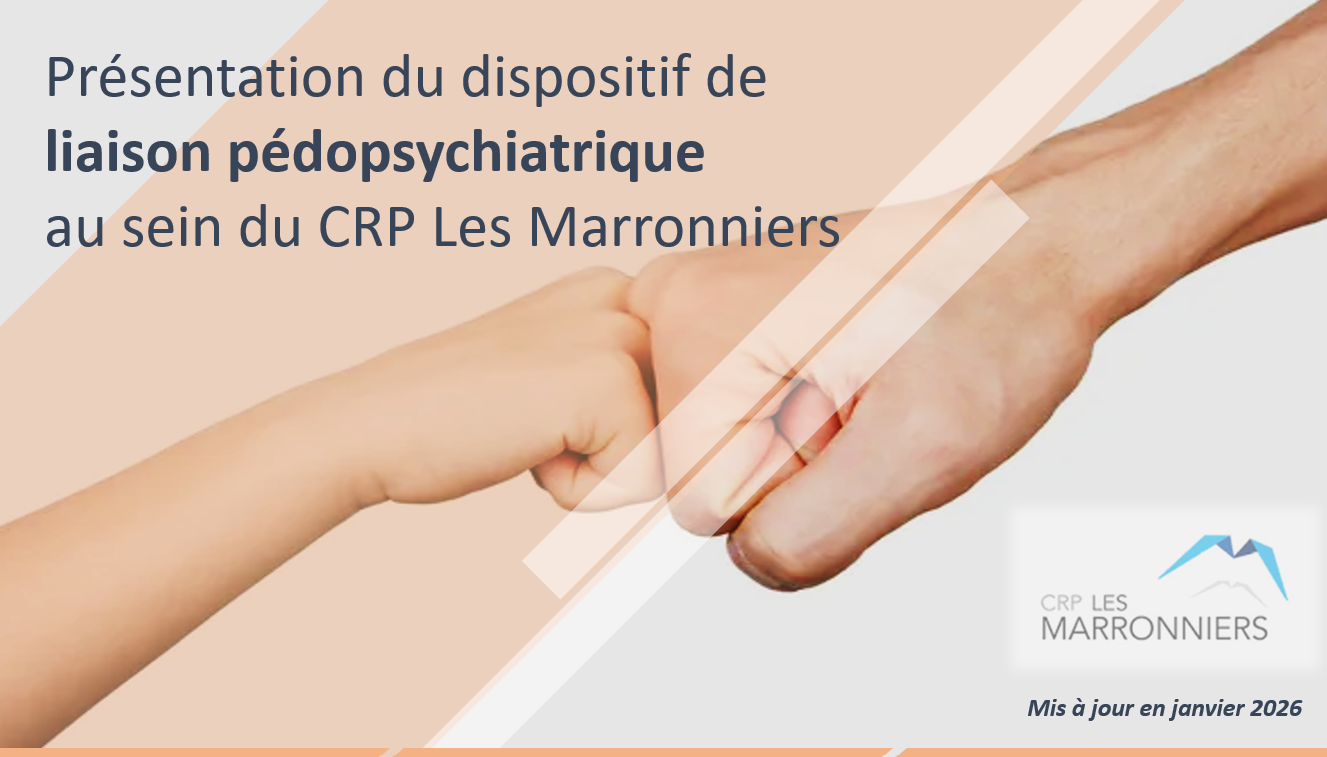 Présentation du dispositif de
liaison pédopsychiatrique
au sein du CRP Les Marronniers
CRP LES
MARRONNIERS
Mis à jour en janvier 2026